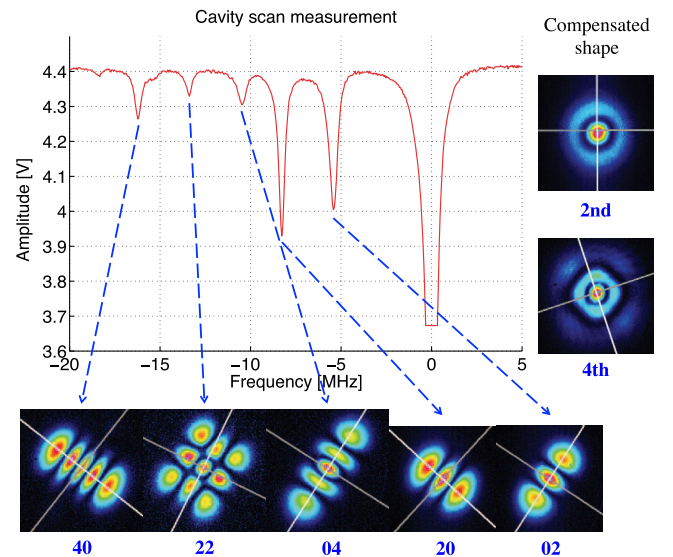 Cavity scan measurement
Compensated
shape
4.4
4.3
4.2
4.1
4
3.9
3.8
3.7
3.6
Amplitude [V]
−20
−15
−10
−5
0
5
Frequency [MHz]
2nd
4th
40
22
04
20
02